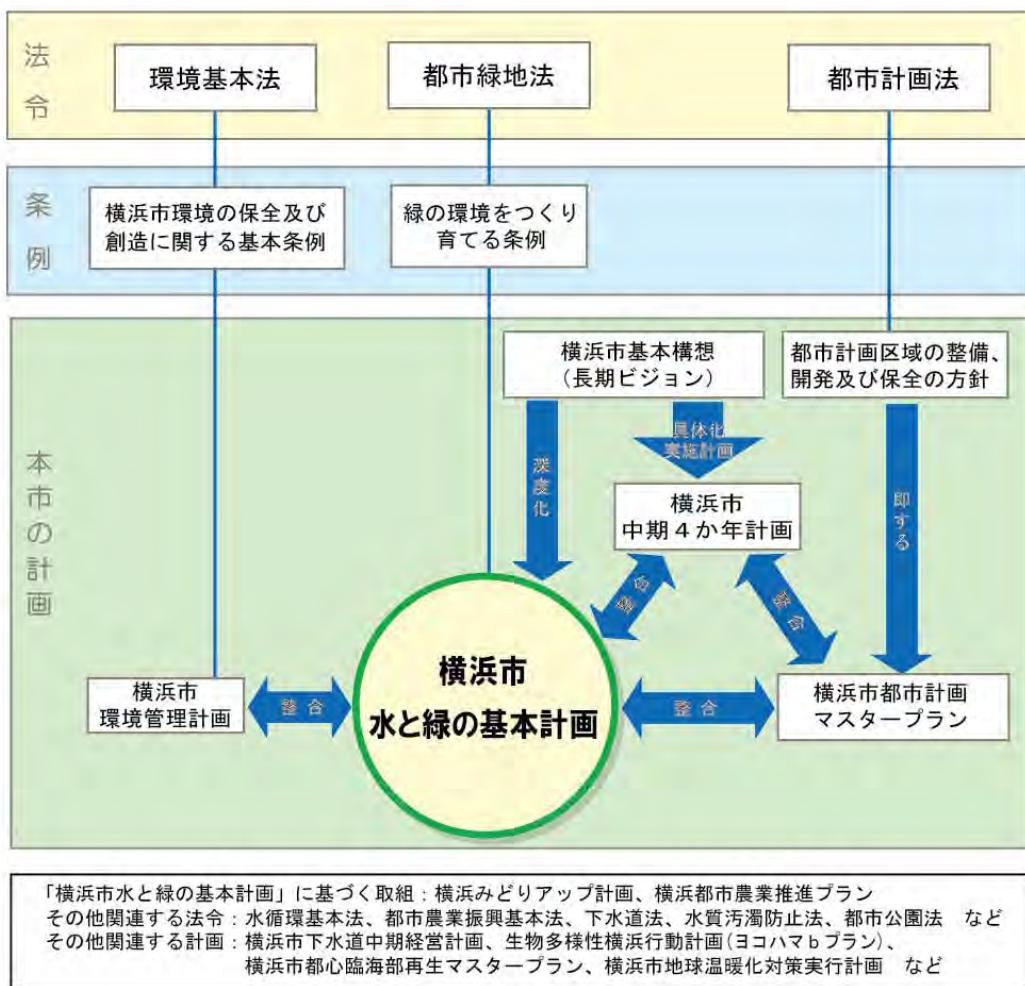 法令
環境基本法
都市緑地法
都市計画法
条例
横浜市環境の保全及び
創造に関する基本条例
緑の環境をつくり
育てる条例
本市の計画
横浜市基本構想
（長期ビジョン）
都市計画区域の整備、
開発及び保全の方針
深度化
具体化
実施計画
即する
横浜市
中期４か年計画
整合
整合
横浜市
環境管理計画
整合
横浜市
水と緑の基本計画
整合
横浜市都市計画
マスタープラン
「横浜市水と緑の基本計画」に基づく取組：横浜みどりアップ計画、横浜都市農業推進プラン
その他関連する法令：水循環基本法、都市農業振興基本法、下水道法、水質汚濁防止法、都市公園法　など
その他関連する計画：横浜市下水道中期経営計画、生物多様性横浜行動計画（ヨコハマｂプラン）、
横浜市都心臨海部再生マスタープラン、横浜市地球温暖化対策実行計画　など